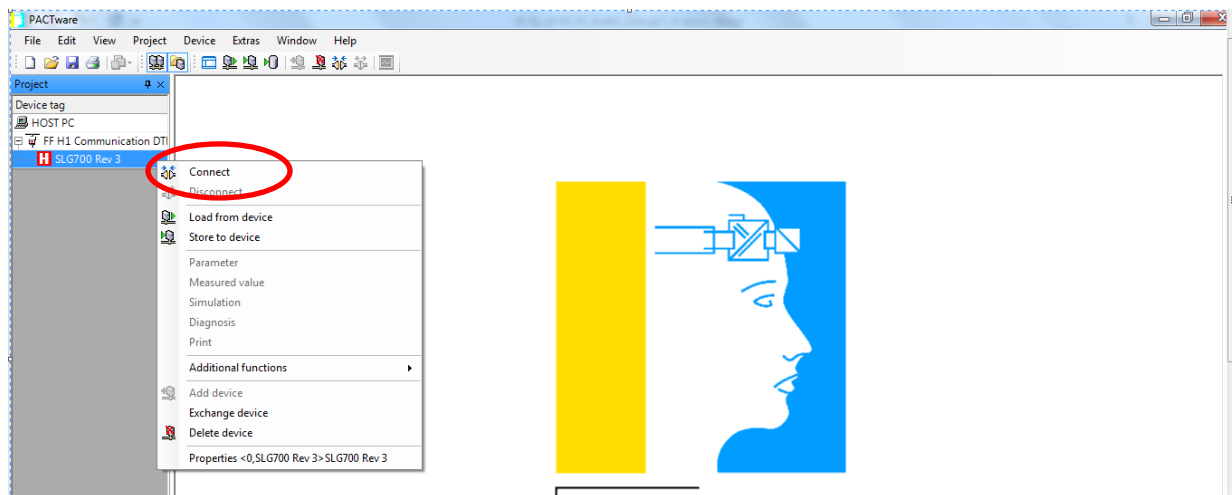 PACTware
File Edit View Project Device Extras Window Help
Project
Device tag
HOST PC
FF H1 Communication DTI
SLG700 Rev 3
Connect
Disconnect
Load from device
Store to device
Parameter
Measured value
Simulation
Diagnosis
Print
Additional functions
Add device
Exchange device
Delete device
Properties <0,SLG700 Rev 3>SLG700 Rev 3